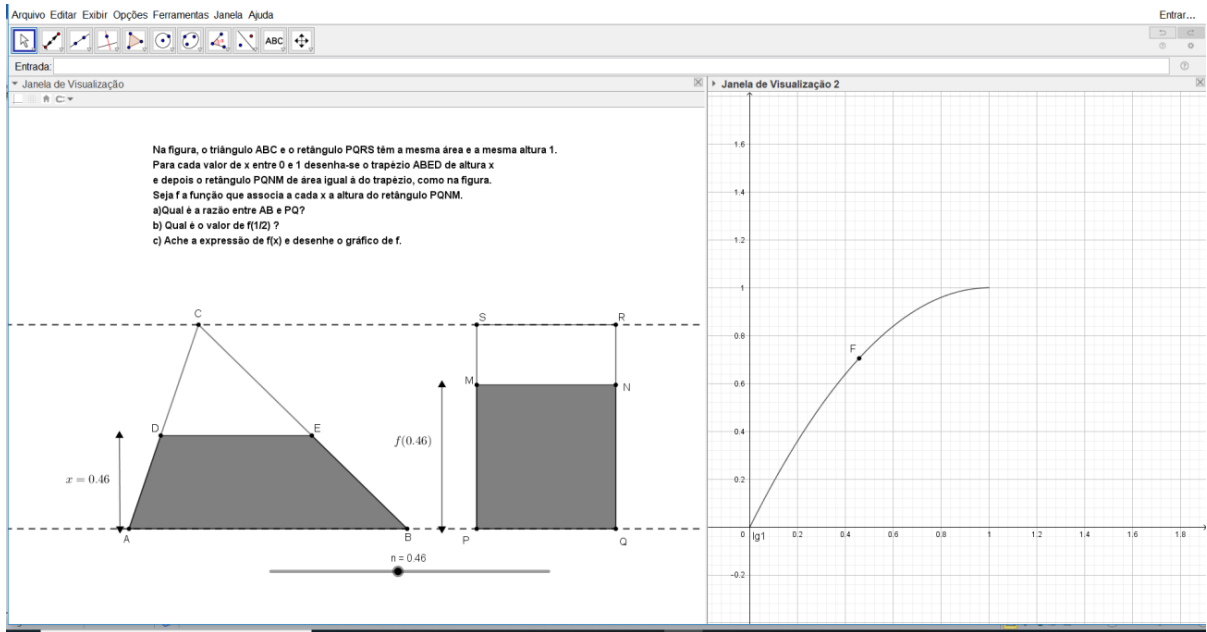 Arquivo Editar Exibir Opções Ferramentas Janela Ajuda
Entrar...
ABC
Entrada:
Janela de Visualização
Janela de Visualização 2
Na figura, o triângulo ABC e o retângulo PQRS têm a mesma área e a mesma altura 1.
Para cada valor de x entre 0 e 1 desenha-se o trapézio ABED de altura x
e depois o retângulo PQNM de área igual á do trapézio, como na figura.
Seja f a função que associa a cada x a altura do retângulo PQNM.
a)Qual é a razão entre AB e PQ?
b) Qual é o valor de f(1/2) ?
c) Ache a expressão de f(x) e desenhe o gráfico de f.
C
S
R
M
N
D
E
f(0.46)
x = 0.46
A
B
P
Q
n = 0.46
1.6
1.4
1.2
1
0.8
F
0.6
0.4
0.2
0
lg1
0.2
0.4
0.6
0.8
1
1.2
1.4
1.6
1.8
-0.2